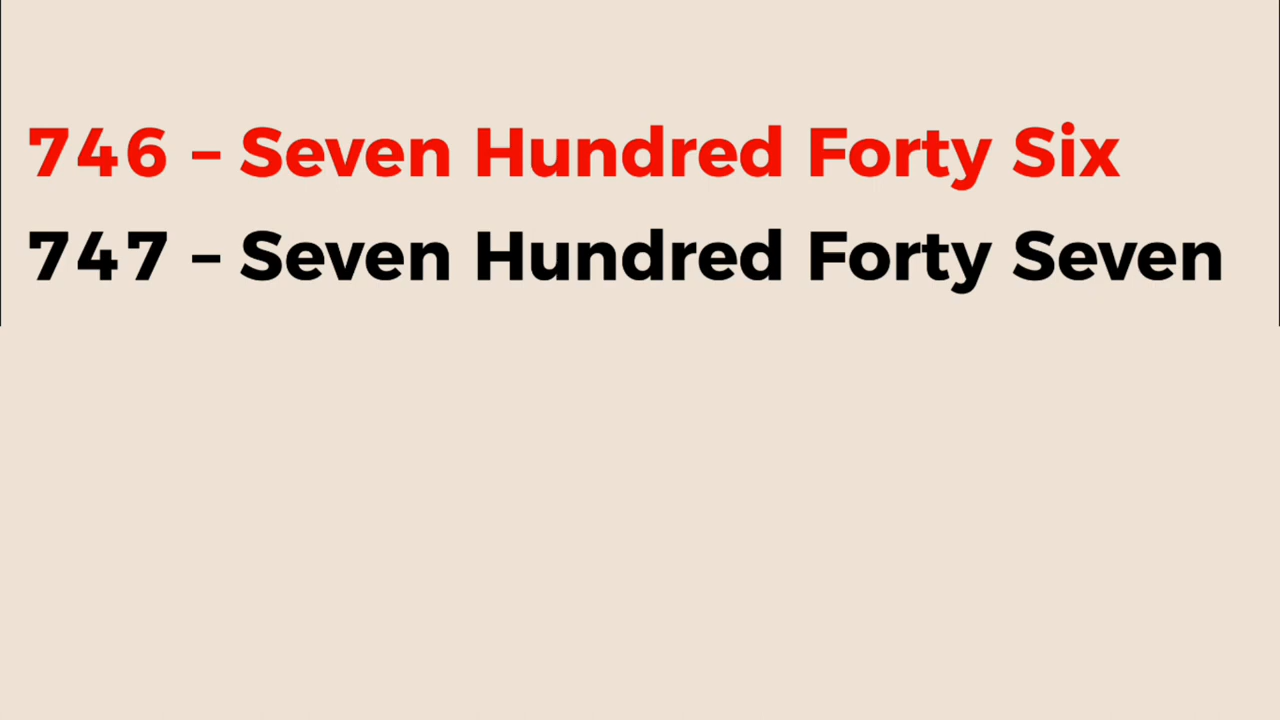 746 – Seven Hundred Forty Six
747 – Seven Hundred Forty Seven